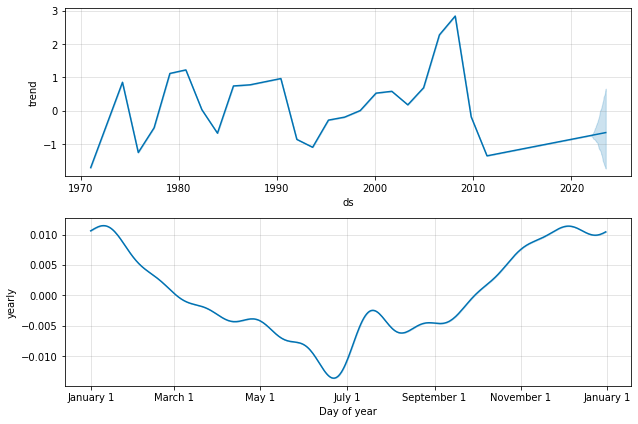 3
2
1
0
−1
trend
1970
1980
1990
2000
2010
2020
ds
0.010
0.005
0.000
−0.005
−0.010
yearly
January 1
March 1
May 1
July 1
September 1
November 1
January 1
Day of year